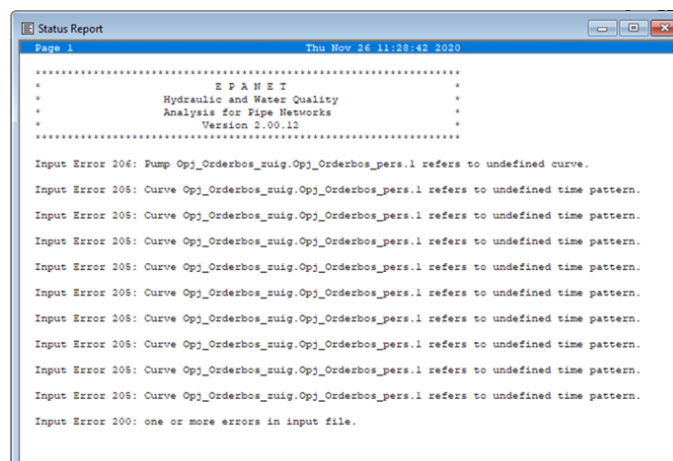 Status Report
Page 1 Thu Nov 26 11:28:42 2020
******************************************************************
* E P A N E T *
* Hydraulic and Water Quality *
* Analysis for Pipe Networks *
* Version 2.00.12 *
******************************************************************
Input Error 206: Pump Opj_Orderbos_zuig.Opj_Orderbos_pers.1 refers to undefined curve.
Input Error 205: Curve Opj_Orderbos_zuig.Opj_Orderbos_pers.1 refers to undefined time pattern.
Input Error 205: Curve Opj_Orderbos_zuig.Opj_Orderbos_pers.1 refers to undefined time pattern.
Input Error 205: Curve Opj_Orderbos_zuig.Opj_Orderbos_pers.1 refers to undefined time pattern.
Input Error 205: Curve Opj_Orderbos_zuig.Opj_Orderbos_pers.1 refers to undefined time pattern.
Input Error 205: Curve Opj_Orderbos_zuig.Opj_Orderbos_pers.1 refers to undefined time pattern.
Input Error 205: Curve Opj_Orderbos_zuig.Opj_Orderbos_pers.1 refers to undefined time pattern.
Input Error 205: Curve Opj_Orderbos_zuig.Opj_Orderbos_pers.1 refers to undefined time pattern.
Input Error 205: Curve Opj_Orderbos_zuig.Opj_Orderbos_pers.1 refers to undefined time pattern.
Input Error 205: Curve Opj_Orderbos_zuig.Opj_Orderbos_pers.1 refers to undefined time pattern.
Input Error 200: one or more errors in input file.